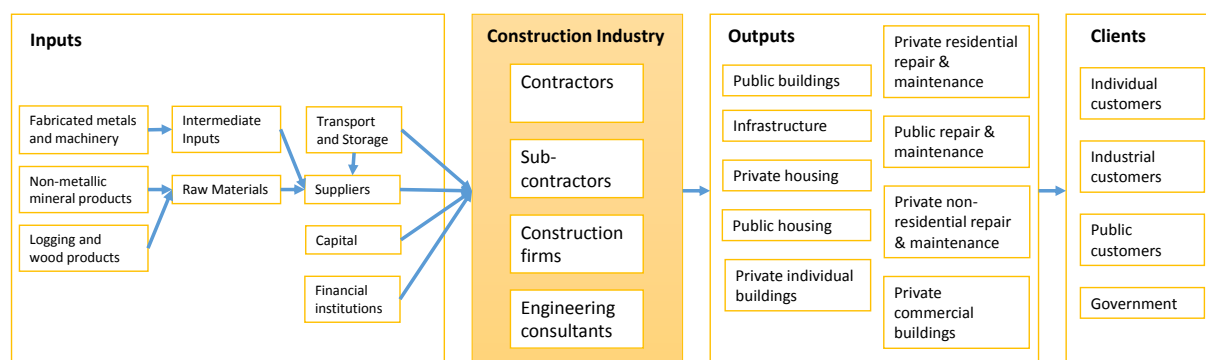 Inputs
Fabricated metals
and machinery
Non-metallic
mineral products
Logging and
wood products
Intermediate
Inputs
Raw Materials
Transport
and Storage
Suppliers
Capital
Financial
institutions
Construction Industry
Contractors
Sub-
contractors
Construction
firms
Engineering
consultants
Outputs
Public buildings
Infrastructure
Private housing
Public housing
Private individual
buildings
Private residential
repair &
maintenance
Public repair &
maintenance
Private non-
residential repair
& maintenance
Private
commercial
buildings
Clients
Individual
customers
Industrial
customers
Public
customers
Government